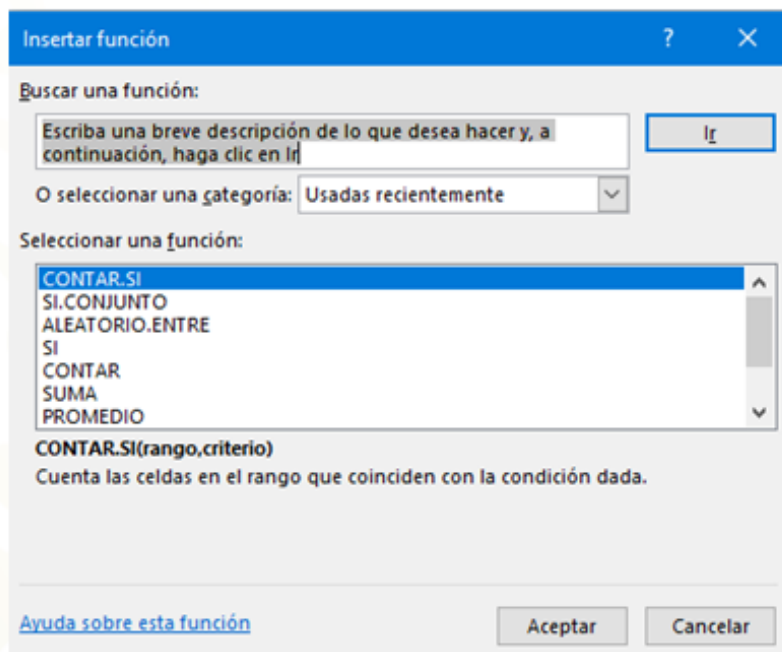 Insertar función
?
Buscar una función:
Escriba una breve descripción de lo que desea hacer y, a
continuación, haga clic en Ir
Ir
O seleccionar una categoría: Usadas recientemente
Seleccionar una función:
CONTAR.SI
SI.CONJUNTO
ALEATORIO.ENTRE
SI
CONTAR
SUMA
PROMEDIO
CONTAR.SI(rango,criterio)
Cuenta las celdas en el rango que coinciden con la condición dada.
Ayuda sobre esta función
Aceptar
Cancelar